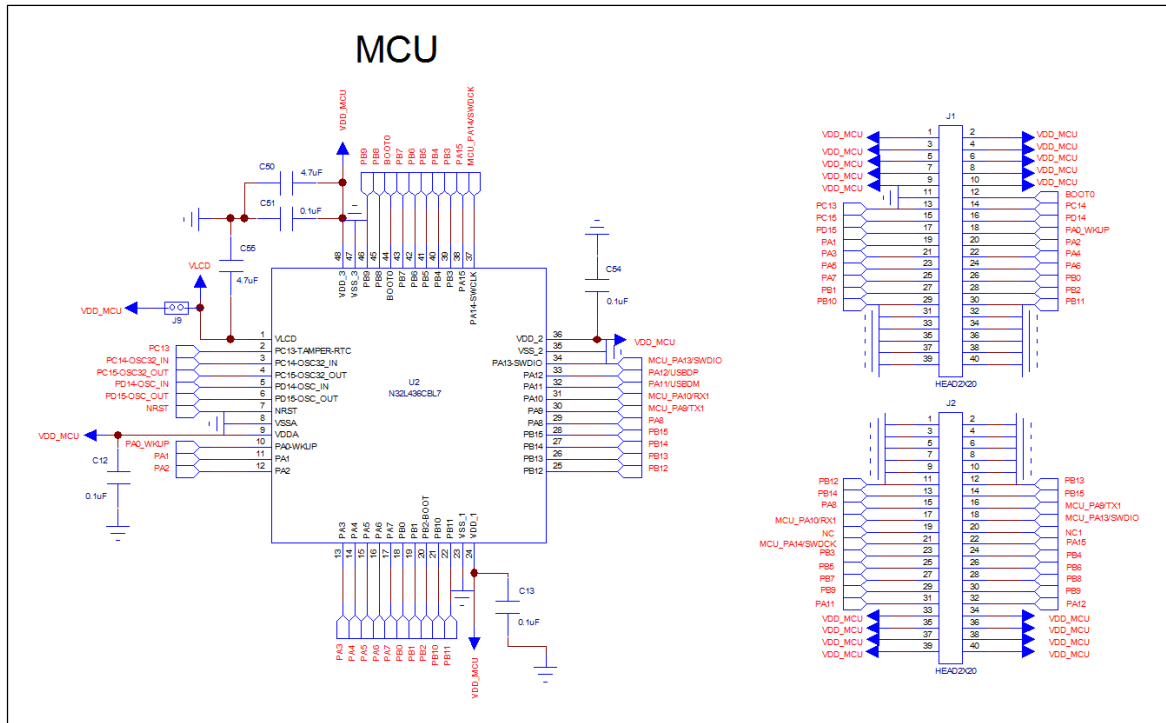 MCU
VDD_MCU
PB9
PB8
BOOT0
PB7
PB6
PB5
PB4
PB3
PA15
MCU_PA14/SWDCK
C50
4.7uF
C51
0.1uF
C55
4.7uF
VLCD
VDD_MCU
J9
48 47 46 45 44 43 42 41 40 39 38 37
VDD_3
VSS_3
PB9
PB8
BOOT0
PB7
PB6
PB5
PB4
PB3
PA15
PA14-SWCLK
C54
0.1uF
1 VLCD
PC13 2 PC13-TAMPER-RTC
PC14-OSC32_IN 3 PC14-OSC32_IN
PC15-OSC32_OUT 4 PC15-OSC32_OUT
PD14-OSC_IN 5 PD14-OSC_IN
PD15-OSC_OUT 6 PD15-OSC_OUT
NRST 7 NRST
8 VSSA
VDD_MCU 9 VDDA
PA0_WKUP 10 PA0-WKUP
PA1 11 PA1
PA2 12 PA2
C12
0.1uF
U2
N32L436CBL7
VDD_2 36 VDD_MCU
VSS_2 35
PA13-SWDIO 34 MCU_PA13/SWDIO
PA12 33 PA12/USBDP
PA11 32 PA11/USBDM
PA10 31 MCU_PA10/RX1
PA9 30 MCU_PA9/TX1
PA8 29 PA8
PB15 28 PB15
PB14 27 PB14
PB13 26 PB13
PB12 25 PB12
PA3
PA4
PA5
PA6
PA7
PB0
PB1
PB2-BOOT
PB10
PB11
VSS_1
VDD_1
13 14 15 16 17 18 19 20 21 22 23 24
C13
0.1uF
PA3
PA4
PA5
PA6
PA7
PB0
PB1
PB2
PB10
PB11
VDD_MCU
J1
VDD_MCU 1 2 VDD_MCU
VDD_MCU 3 4 VDD_MCU
VDD_MCU 5 6 VDD_MCU
VDD_MCU 7 8 VDD_MCU
VDD_MCU 9 10 VDD_MCU
11 12 BOOT0
PC13 13 14 PC14
PC15 15 16 PD14
PD15 17 18 PA0_WKUP
PA1 19 20 PA2
PA3 21 22 PA4
PA5 23 24 PA6
PA7 25 26 PB0
PB1 27 28 PB2
PB10 29 30 PB11
31 32
33 34
35 36
37 38
39 40
HEAD2X20
J2
1 2
3 4
5 6
7 8
9 10
PB12 11 12 PB13
PB14 13 14 PB15
PA8 15 16 MCU_PA9/TX1
MCU_PA10/RX1 17 18 MCU_PA13/SWDIO
NC 19 20 NC1
MCU_PA14/SWDCK 21 22 PA15
PB3 23 24 PB4
PB5 25 26 PB6
PB7 27 28 PB8
PB9 29 30 PB9
PA11 31 32 PA12
VDD_MCU 33 34 VDD_MCU
VDD_MCU 35 36 VDD_MCU
VDD_MCU 37 38 VDD_MCU
VDD_MCU 39 40 VDD_MCU
HEAD2X20